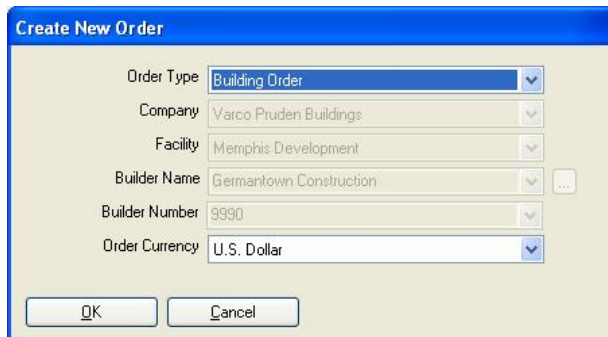 Create New Order
Order Type Building Order
Company Varco Pruden Buildings
Facility Memphis Development
Builder Name Germantown Construction ...
Builder Number 9990
Order Currency U.S. Dollar
OK Cancel